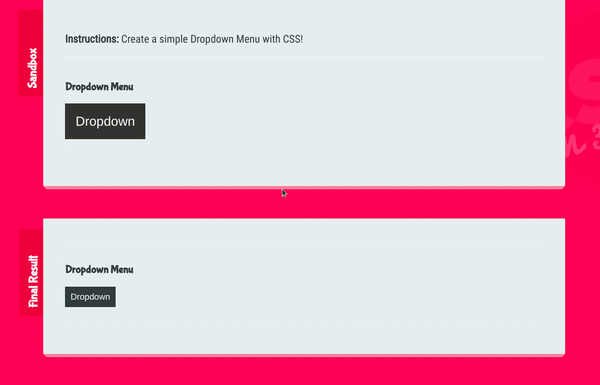 Sandbox
Instructions: Create a simple Dropdown Menu with CSS!
Dropdown Menu
Dropdown
Final Result
Dropdown Menu
Dropdown